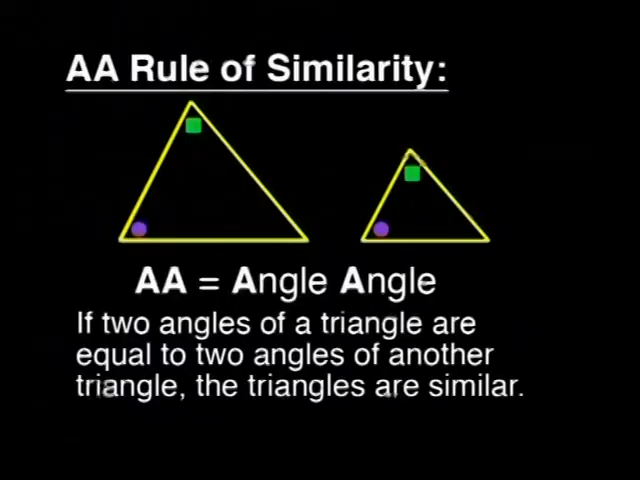 AA Rule of Similarity:
AA = Angle Angle
If two angles of a triangle are
equal to two angles of another
triangle, the triangles are similar.